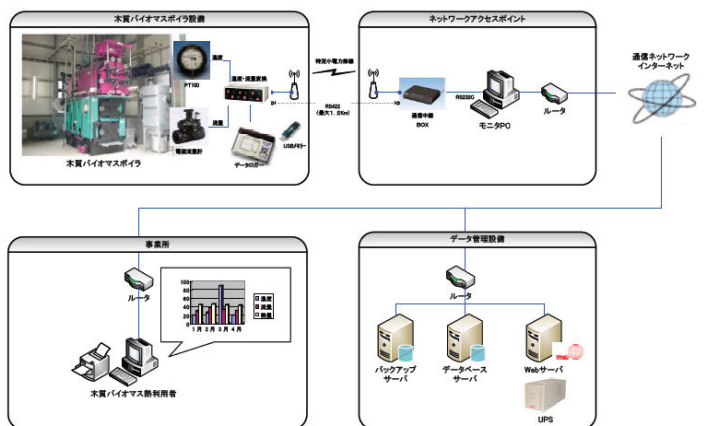 木質バイオマスボイラ設備
温度
PT100
温度・流量変換
流量
電磁流量計
木質バイオマスボイラ
データロガー
USBメモリー
特定小電力無線
RS422
(最大1.2Km)
ネットワークアクセスポイント
通信中継
BOX
RS232C
モニタPC
ルータ
通信ネットワーク
インターネット
事業所
ルータ
100
80
60
40
20
0
1月 2月 3月 4月
温度
流量
熱量
木質バイオマス熱利用者
データ管理設備
ルータ
バックアップ
サーバ
データベース
サーバ
Webサーバ
UPS